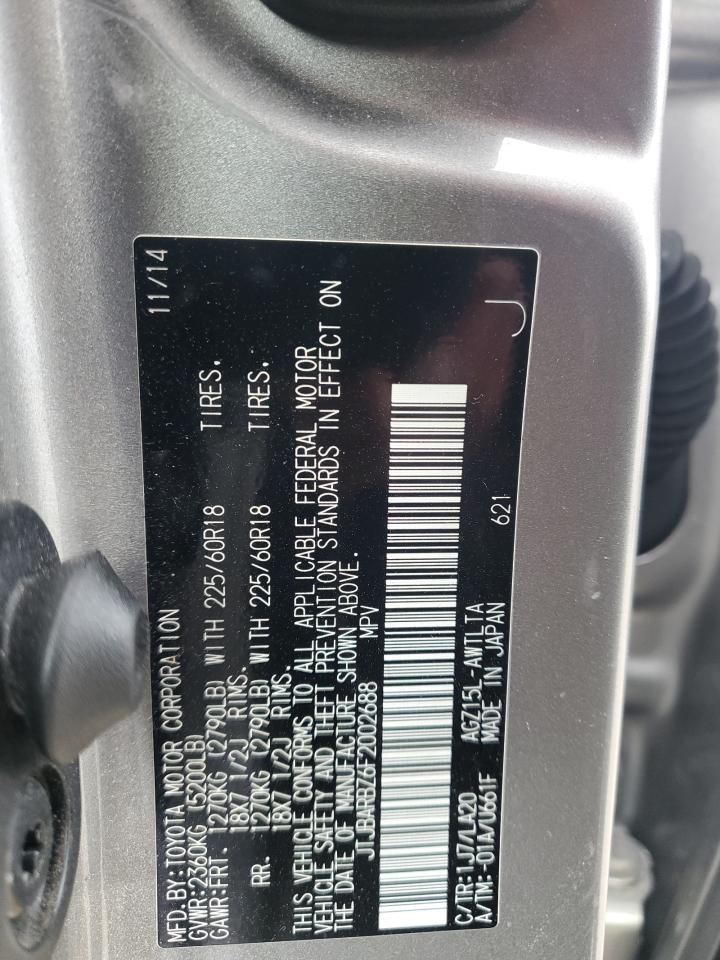 MFD.BY:TOYOTA MOTOR CORPORATION 11/14
GVWR:2360KG (5200LB)
GAWR:FRT. 1270KG (2790LB) WITH 225/60R18 TIRES.
18X7 1/2J RIMS.
RR. 1270KG (2790LB) WITH 225/60R18 TIRES.
18X7 1/2J RIMS.
THIS VEHICLE CONFORMS TO ALL APPLICABLE FEDERAL MOTOR
VEHICLE SAFETY AND THEFT PREVENTION STANDARDS IN EFFECT ON
THE DATE OF MANUFACTURE SHOWN ABOVE.
JTJBARBZ6F2002688 MPV
C/TR:1J7/LA20 AGZ15L-AWTLTA
A/TM:-01A/U661F MADE IN JAPAN 621
J